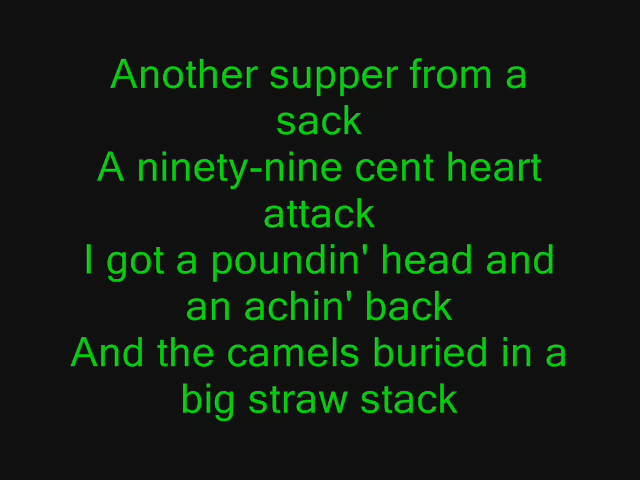 Another supper from a
sack
A ninety-nine cent heart
attack
I got a poundin' head and
an achin' back
And the camels buried in a
big straw stack